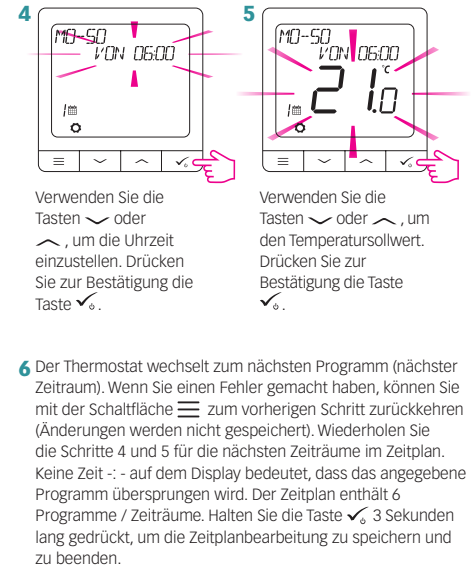 4
MO-SO
VON 06:00
1
Verwenden Sie die
Tasten oder
, um die Uhrzeit
einzustellen. Drücken
Sie zur Bestätigung die
Taste .
5
MO-SO
VON 06:00
21.0 °C
1
Verwenden Sie die
Tasten oder , um
den Temperatursollwert.
Drücken Sie zur
Bestätigung die Taste
.
6 Der Thermostat wechselt zum nächsten Programm (nächster
Zeitraum). Wenn Sie einen Fehler gemacht haben, können Sie
mit der Schaltfläche zum vorherigen Schritt zurückkehren
(Änderungen werden nicht gespeichert). Wiederholen Sie
die Schritte 4 und 5 für die nächsten Zeiträume im Zeitplan.
Keine Zeit -: - auf dem Display bedeutet, dass das angegebene
Programm übersprungen wird. Der Zeitplan enthält 6
Programme / Zeiträume. Halten Sie die Taste 3 Sekunden
lang gedrückt, um die Zeitplanbearbeitung zu speichern und
zu beenden.